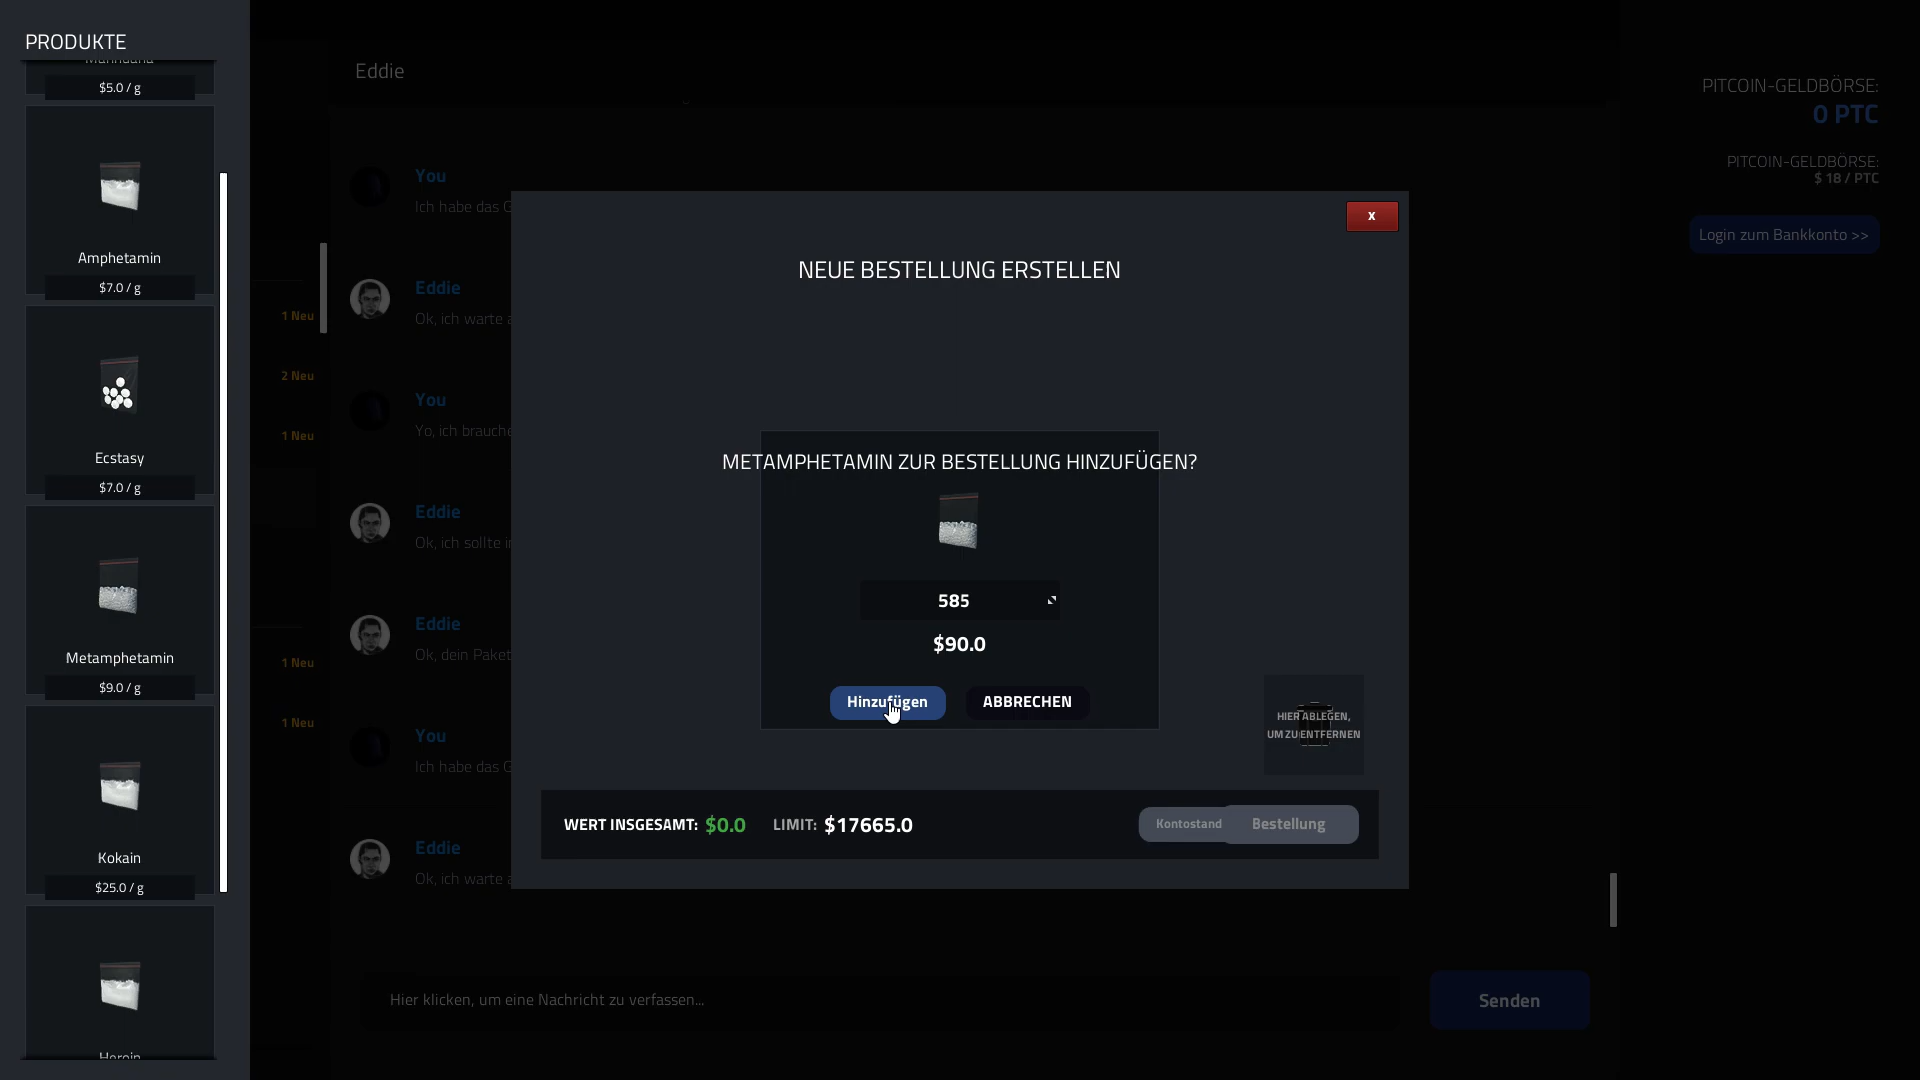 PRODUKTE
Marihuana
$5.0 / g
Amphetamin
$7.0 / g
Ecstasy
$7.0 / g
Metamphetamin
$9.0 / g
Kokain
$25.0 / g
Heroin
1 Neu
2 Neu
1 Neu
1 Neu
1 Neu
Eddie
You
Ich habe das G
Eddie
Ok, ich warte a
You
Yo, ich brauche
Eddie
Ok, ich sollte in
Eddie
Ok, dein Paket
You
Ich habe das G
Eddie
Ok, ich warte a
Hier klicken, um eine Nachricht zu verfassen...
Senden
X
NEUE BESTELLUNG ERSTELLEN
METAMPHETAMIN ZUR BESTELLUNG HINZUFÜGEN?
585
$90.0
Hinzufügen
ABBRECHEN
HIER ABLEGEN,
UM ZU ENTFERNEN
WERT INSGESAMT: $0.0 LIMIT: $17665.0
Kontostand
Bestellung
PITCOIN-GELDBÖRSE:
0 PTC
PITCOIN-GELDBÖRSE:
$ 18 / PTC
Login zum Bankkonto >>